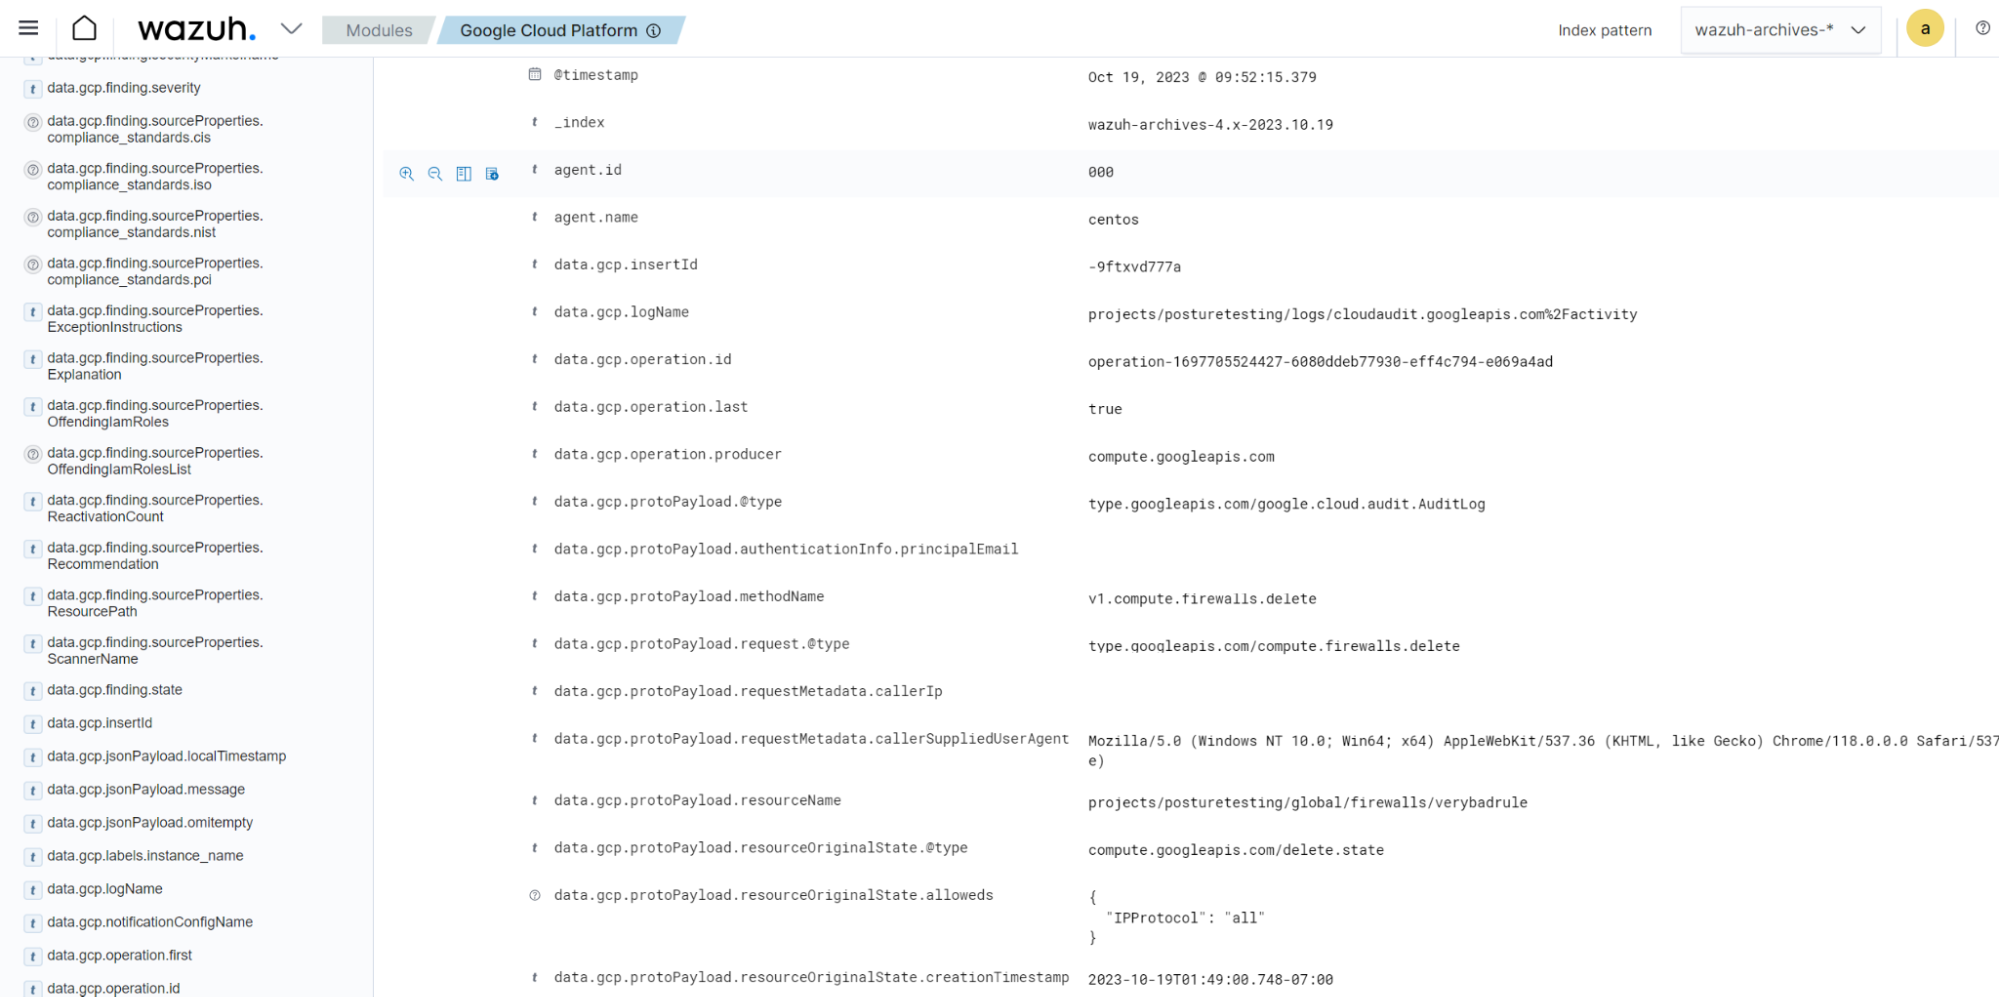 wazuh.
Modules
Google Cloud Platform
Index pattern
wazuh-archives-*
a
data.gcp.finding.severity
data.gcp.finding.sourceProperties.
compliance_standards.cis
data.gcp.finding.sourceProperties.
compliance_standards.iso
data.gcp.finding.sourceProperties.
compliance_standards.nist
data.gcp.finding.sourceProperties.
compliance_standards.pci
data.gcp.finding.sourceProperties.
ExceptionInstructions
data.gcp.finding.sourceProperties.
Explanation
data.gcp.finding.sourceProperties.
OffendingIamRoles
data.gcp.finding.sourceProperties.
OffendingIamRolesList
data.gcp.finding.sourceProperties.
ReactivationCount
data.gcp.finding.sourceProperties.
Recommendation
data.gcp.finding.sourceProperties.
ResourcePath
data.gcp.finding.sourceProperties.
ScannerName
data.gcp.finding.state
data.gcp.insertId
data.gcp.jsonPayload.localTimestamp
data.gcp.jsonPayload.message
data.gcp.jsonPayload.omitempty
data.gcp.labels.instance_name
data.gcp.logName
data.gcp.notificationConfigName
data.gcp.operation.first
data.gcp.operation.id
@timestamp Oct 19, 2023 @ 09:52:15.379
t _index wazuh-archives-4.x-2023.10.19
t agent.id 000
t agent.name centos
t data.gcp.insertId -9ftxvd777a
t data.gcp.logName projects/posturetesting/logs/cloudaudit.googleapis.com%2Factivity
t data.gcp.operation.id operation-1697705524427-6080ddeb77930-eff4c794-e069a4ad
t data.gcp.operation.last true
t data.gcp.operation.producer compute.googleapis.com
t data.gcp.protoPayload.@type type.googleapis.com/google.cloud.audit.AuditLog
t data.gcp.protoPayload.authenticationInfo.principalEmail
t data.gcp.protoPayload.methodName v1.compute.firewalls.delete
t data.gcp.protoPayload.request.@type type.googleapis.com/compute.firewalls.delete
t data.gcp.protoPayload.requestMetadata.callerIp
t data.gcp.protoPayload.requestMetadata.callerSuppliedUserAgent Mozilla/5.0 (Windows NT 10.0; Win64; x64) AppleWebKit/537.36 (KHTML, like Gecko) Chrome/118.0.0.0 Safari/537
e)
t data.gcp.protoPayload.resourceName projects/posturetesting/global/firewalls/verybadrule
t data.gcp.protoPayload.resourceOriginalState.@type compute.googleapis.com/delete.state
data.gcp.protoPayload.resourceOriginalState.alloweds {
"IPProtocol": "all"
}
t data.gcp.protoPayload.resourceOriginalState.creationTimestamp 2023-10-19T01:49:00.748-07:00